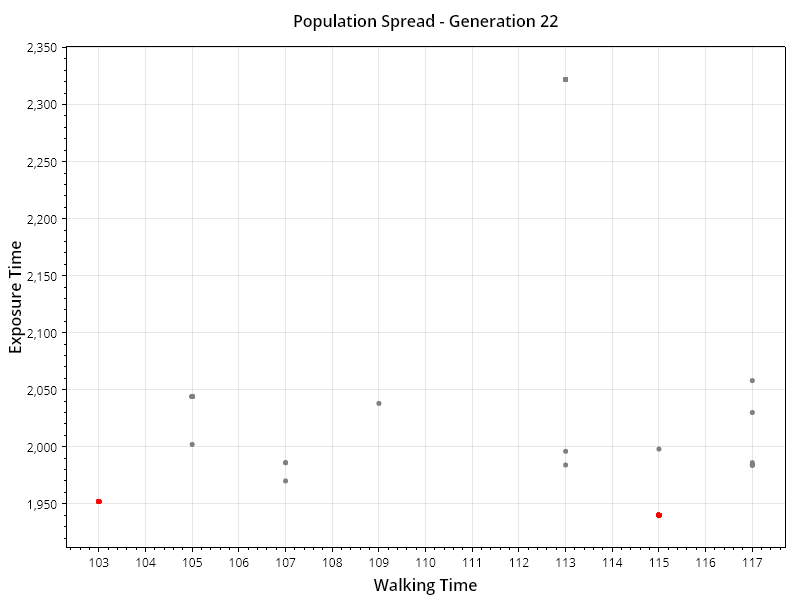 Population Spread - Generation 22
2,350
2,300
2,250
2,200
2,150
2,100
2,050
2,000
1,950
Exposure Time
103 104 105 106 107 108 109 110 111 112 113 114 115 116 117
Walking Time